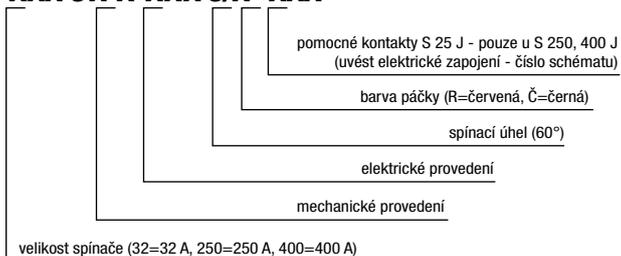 pomocné kontakty S 25 J - pouze u S 250, 400 J
(uvést elektrické zapojení - číslo schématu)
barva páčky (R=červená, Č=černá)
spínací úhel (60°)
elektrické provedení
mechanické provedení
velikost spínače (32=32 A, 250=250 A, 400=400 A)